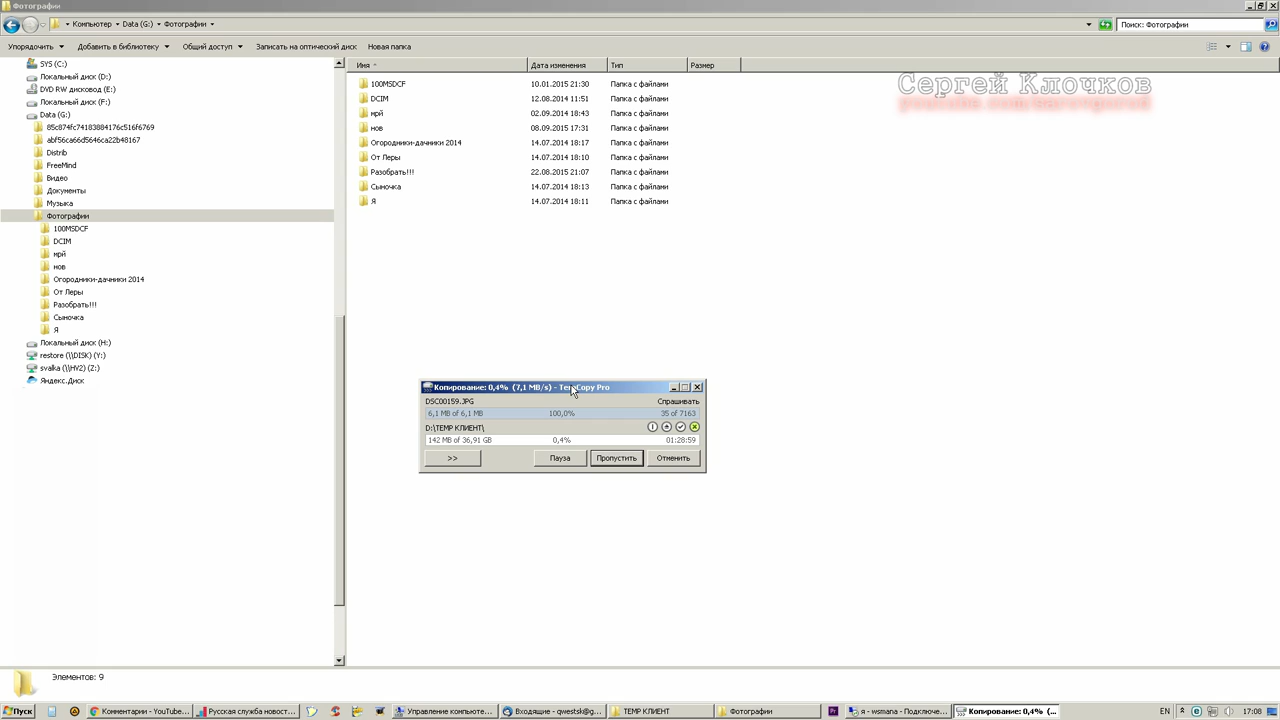 Фотографии
Компьютер
Data (G:)
Фотографии
Поиск: Фотографии
Упорядочить
Добавить в библиотеку
Общий доступ
Записать на оптический диск
Новая папка
SYS (C:)
Локальный диск (D:)
DVD RW дисковод (E:)
Локальный диск (F:)
Data (G:)
85c874fc74183884176c516f6769
abf56ca66d5646ca22b48167
Distrib
FreeMind
Видео
Документы
Музыка
Фотографии
100MSDCF
DCIM
мрй
нов
Огородники-дачники 2014
От Леры
Разобрать!!!
Сыночка
Я
Локальный диск (H:)
restore (\\DISK) (Y:)
svalka (\\HV2) (Z:)
Яндекс.Диск
Имя Дата изменения Тип Размер
100MSDCF 10.01.2015 21:30 Папка с файлами
DCIM 12.08.2014 11:51 Папка с файлами
мрй 02.09.2014 18:43 Папка с файлами
нов 08.09.2015 17:31 Папка с файлами
Огородники-дачники 2014 14.07.2014 18:17 Папка с файлами
От Леры 14.07.2014 18:10 Папка с файлами
Разобрать!!! 22.08.2015 21:07 Папка с файлами
Сыночка 14.07.2014 18:13 Папка с файлами
Я 14.07.2014 18:11 Папка с файлами
Сергей Клочков
Копирование: 0,4% (7,1 MB/s) - TeraCopy Pro
DSC00159.JPG Спрашивать
6,1 MB of 6,1 MB 100,0% 35 of 7163
D:\TEMP КЛИЕНТ\
142 MB of 36,91 GB 0,4% 01:28:59
>> Пауза Пропустить Отменить
Элементов: 9
Пуск
Комментарии - YouTube...
Русская служба новост...
Управление компьюте...
Входящие - qwestsk@g...
TEMP КЛИЕНТ
Фотографии
я - wsmana - Подключе...
Копирование: 0,4% (...
EN
17:08